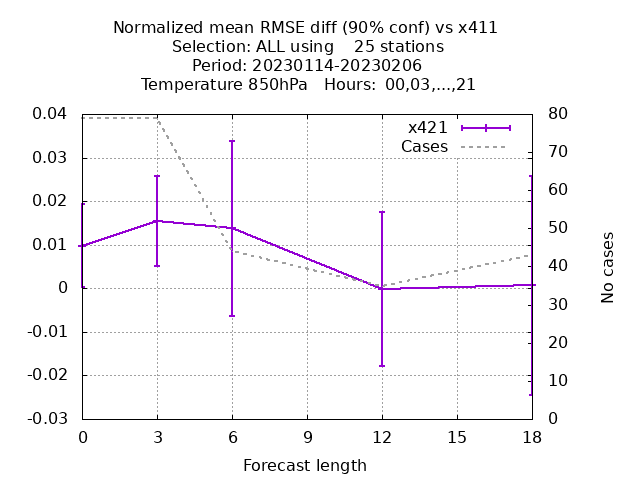 Normalized mean RMSE diff (90% conf) vs x411
Selection: ALL using    25 stations
Period: 20230114-20230206
Temperature 850hPa   Hours: 00,03,...,21
0.04
0.03
0.02
0.01
0
-0.01
-0.02
-0.03
x421
Cases
80
70
60
50
40
30
20
10
0
No cases
0 3 6 9 12 15 18
Forecast length